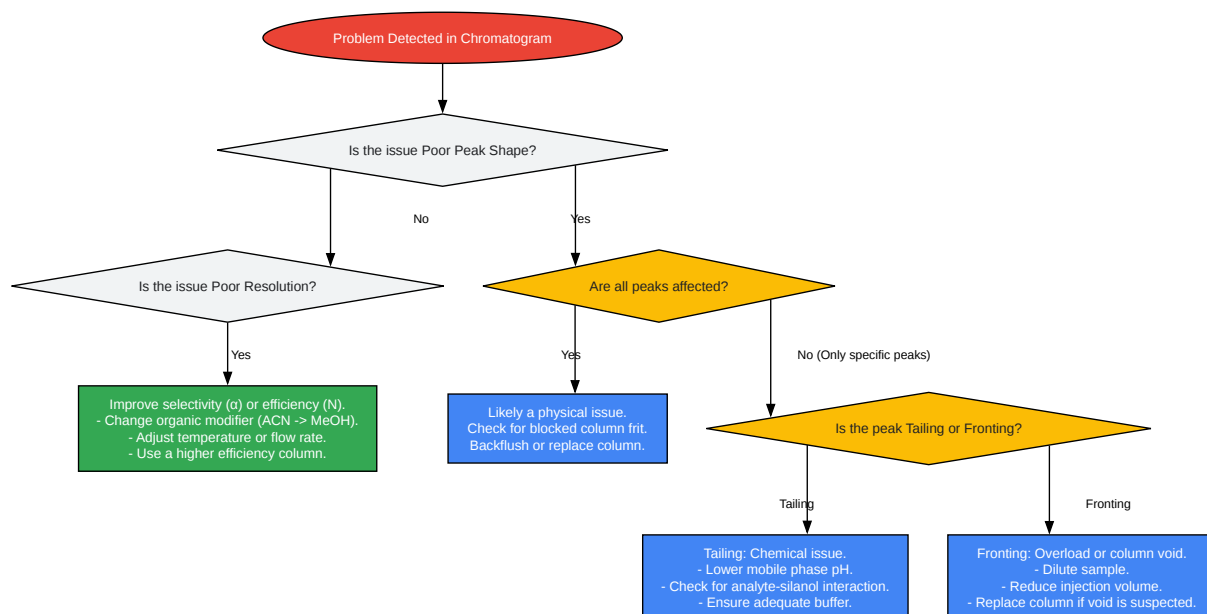 Problem Detected in Chromatogram
Is the issue Poor Peak Shape?
No
Yes
Is the issue Poor Resolution?
Are all peaks affected?
Yes
Yes
No (Only specific peaks)
Improve selectivity (α) or efficiency (N).
- Change organic modifier (ACN -> MeOH).
- Adjust temperature or flow rate.
- Use a higher efficiency column.
Likely a physical issue.
Check for blocked column frit.
Backflush or replace column.
Is the peak Tailing or Fronting?
Tailing
Fronting
Tailing: Chemical issue.
- Lower mobile phase pH.
- Check for analyte-silanol interaction.
- Ensure adequate buffer.
Fronting: Overload or column void.
- Dilute sample.
- Reduce injection volume.
- Replace column if void is suspected.